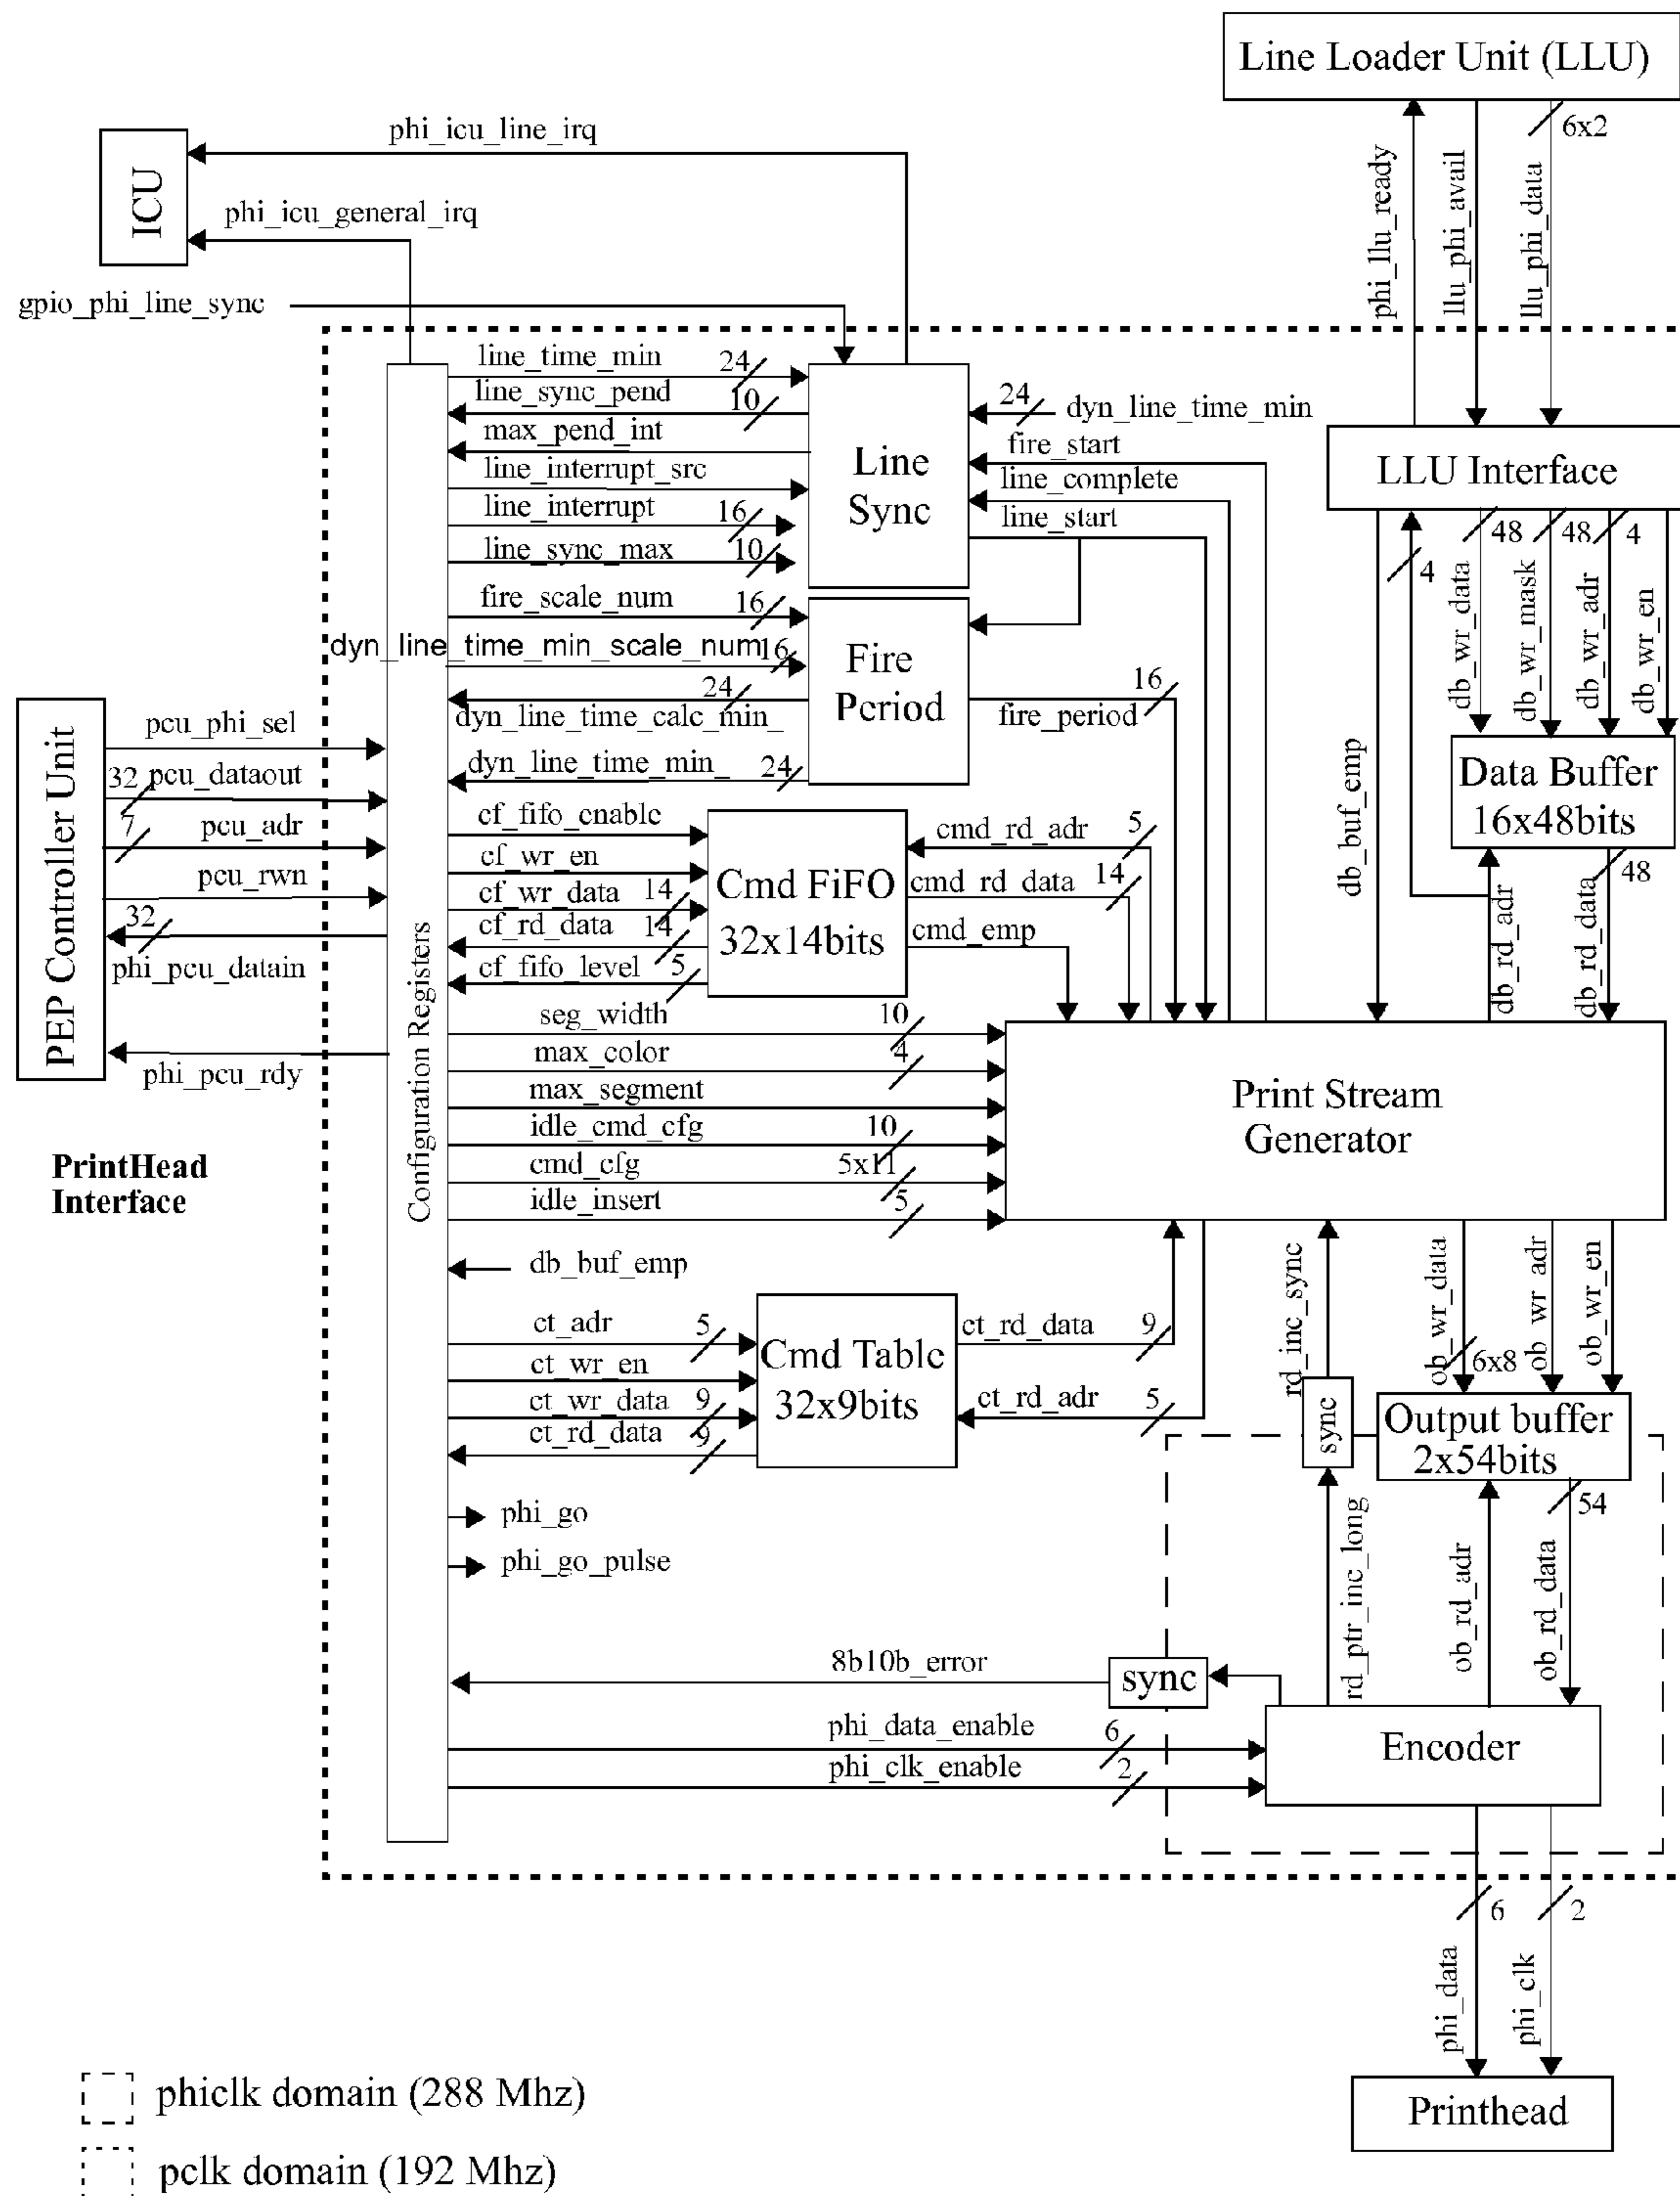 Line Loader Unit (LLU)
6x2
phi_llu_ready
llu_phi_avail
llu_phi_data
phi_icu_line_irq
ICU
phi_icu_general_irq
gpio_phi_line_sync
line_time_min
24
line_sync_pend
10
max_pend_int
line_interrupt_src
line_interrupt
16
line_sync_max
10
Line
Sync
24
dyn_line_time_min
fire_start
line_complete
line_start
LLU Interface
4
48
48
4
db_wr_data
db_wr_mask
db_wr_adr
db_wr_en
fire_scale_num
16
dyn_line_time_min_scale_num
16
24
dyn_line_time_calc_min_
dyn_line_time_min_
24
Fire
Period
16
fire_period
db_buf_emp
Data Buffer
16x48bits
48
db_rd_adr
db_rd_data
PEP Controller Unit
pcu_phi_sel
32
pcu_dataout
7
pcu_adr
pcu_rwn
32
phi_pcu_datain
phi_pcu_rdy
Configuration Registers
cf_fifo_enable
cf_wr_en
cf_wr_data
14
cf_rd_data
14
cf_fifo_level
5
Cmd FiFO
32x14bits
cmd_rd_adr
5
cmd_rd_data
14
cmd_emp
seg_width
10
max_color
4
max_segment
idle_cmd_cfg
10
cmd_cfg
5x11
idle_insert
5
Print Stream
Generator
PrintHead
Interface
db_buf_emp
ct_adr
5
ct_wr_en
ct_wr_data
9
ct_rd_data
9
Cmd Table
32x9bits
ct_rd_data
9
ct_rd_adr
5
rd_inc_sync
ob_wr_data
6x8
ob_wr_adr
ob_wr_en
sync
Output buffer
2x54bits
54
phi_go
phi_go_pulse
rd_ptr_inc_long
ob_rd_adr
ob_rd_data
8b10b_error
sync
phi_data_enable
6
phi_clk_enable
2
Encoder
6
2
phi_data
phi_clk
Printhead
phiclk domain (288 Mhz)
pclk domain (192 Mhz)